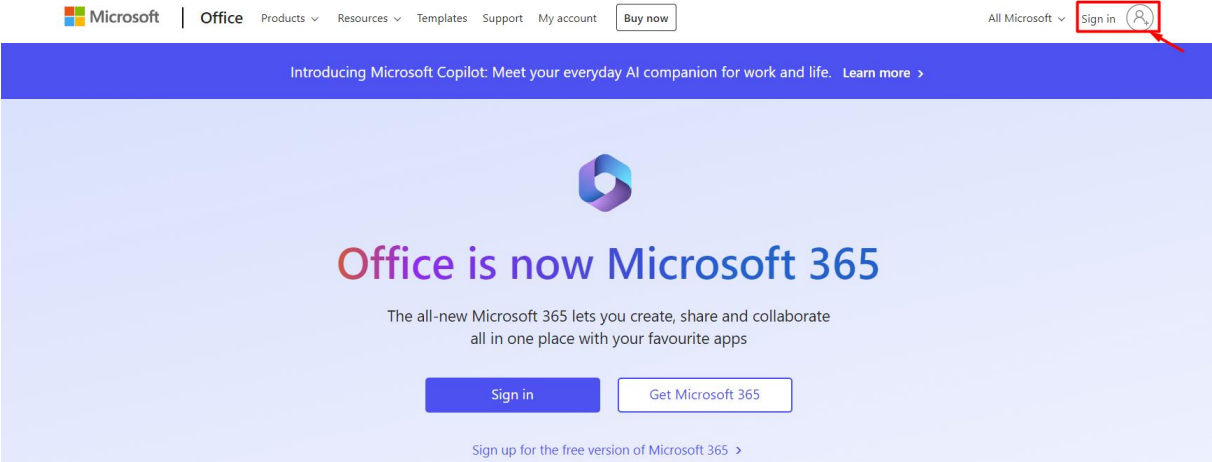 Microsoft Office Products Resources Templates Support My account Buy now All Microsoft Sign in
Introducing Microsoft Copilot: Meet your everyday AI companion for work and life. Learn more >
Office is now Microsoft 365
The all-new Microsoft 365 lets you create, share and collaborate
all in one place with your favourite apps
Sign in Get Microsoft 365
Sign up for the free version of Microsoft 365 >